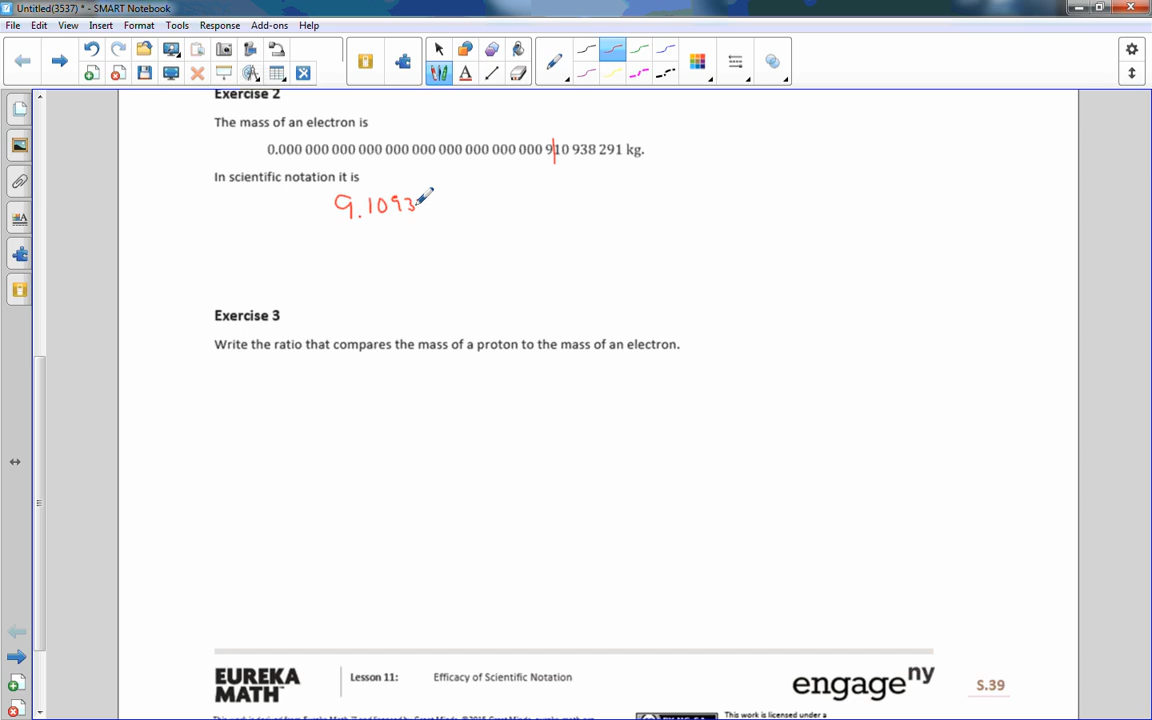 Untitled(3537) * - SMART Notebook
File Edit View Insert Format Tools Response Add-ons Help
Exercise 2
The mass of an electron is
0.000 000 000 000 000 000 000 000 000 000 910 938 291 kg.
In scientific notation it is
9.1093
Exercise 3
Write the ratio that compares the mass of a proton to the mass of an electron.
EUREKA MATH™
Lesson 11: Efficacy of Scientific Notation
engage ny
S.39
This work is licensed under a